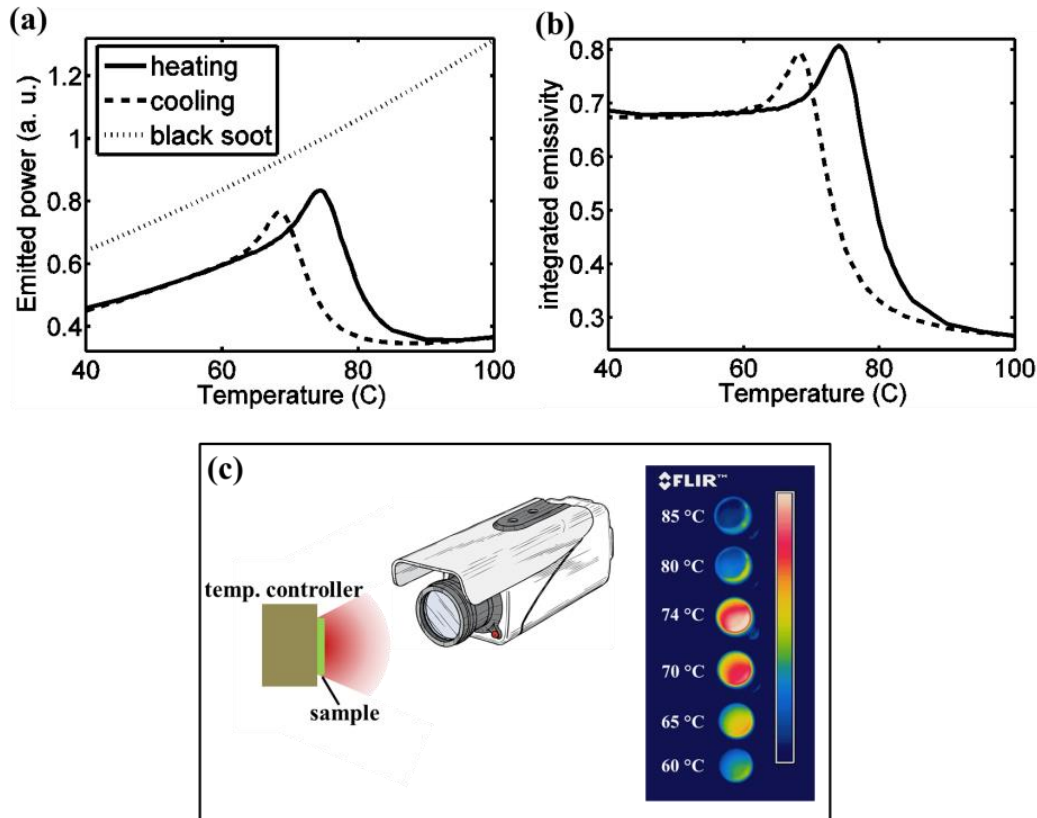 (a)
Emitted power (a. u.)
1.2
1
0.8
0.6
0.4
heating
cooling
black soot
40
60
80
100
Temperature (C)
(b)
integrated emissivity
0.8
0.7
0.6
0.5
0.4
0.3
40
60
80
100
Temperature (C)
(c)
temp. controller
sample
FLIR™
85 °C
80 °C
74 °C
70 °C
65 °C
60 °C